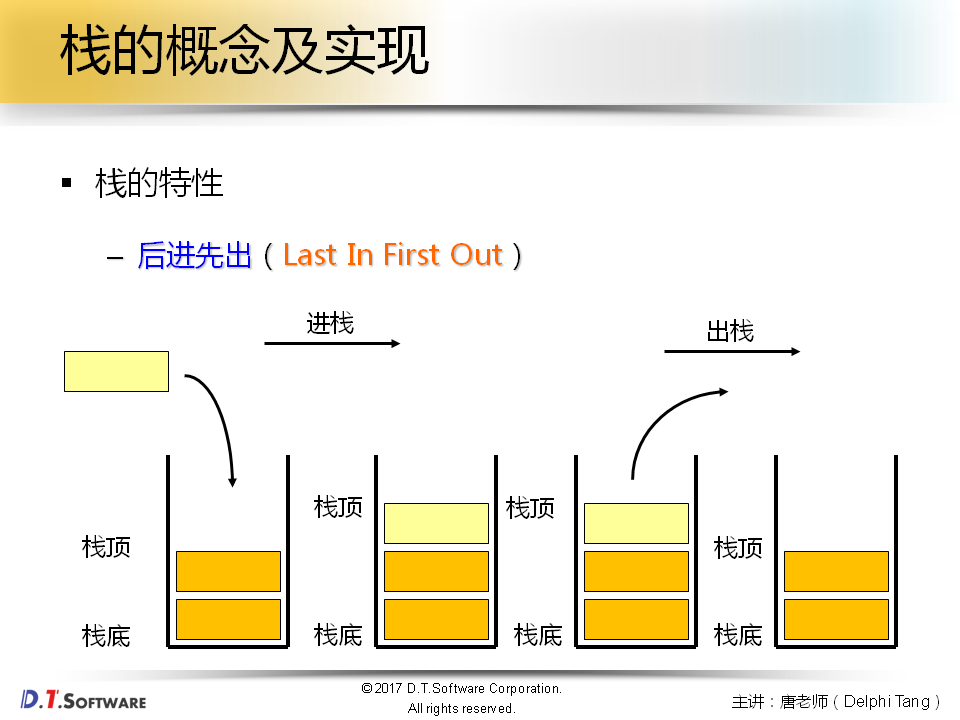 栈的概念及实现
▪ 栈的特性
– 后进先出（Last In First Out）
进栈
出栈
栈顶
栈顶
栈顶
栈顶
栈底
栈底
栈底
栈底
D.T.SOFTWARE
©2017 D.T.Software Corporation.
All rights reserved.
主讲：唐老师（Delphi Tang）